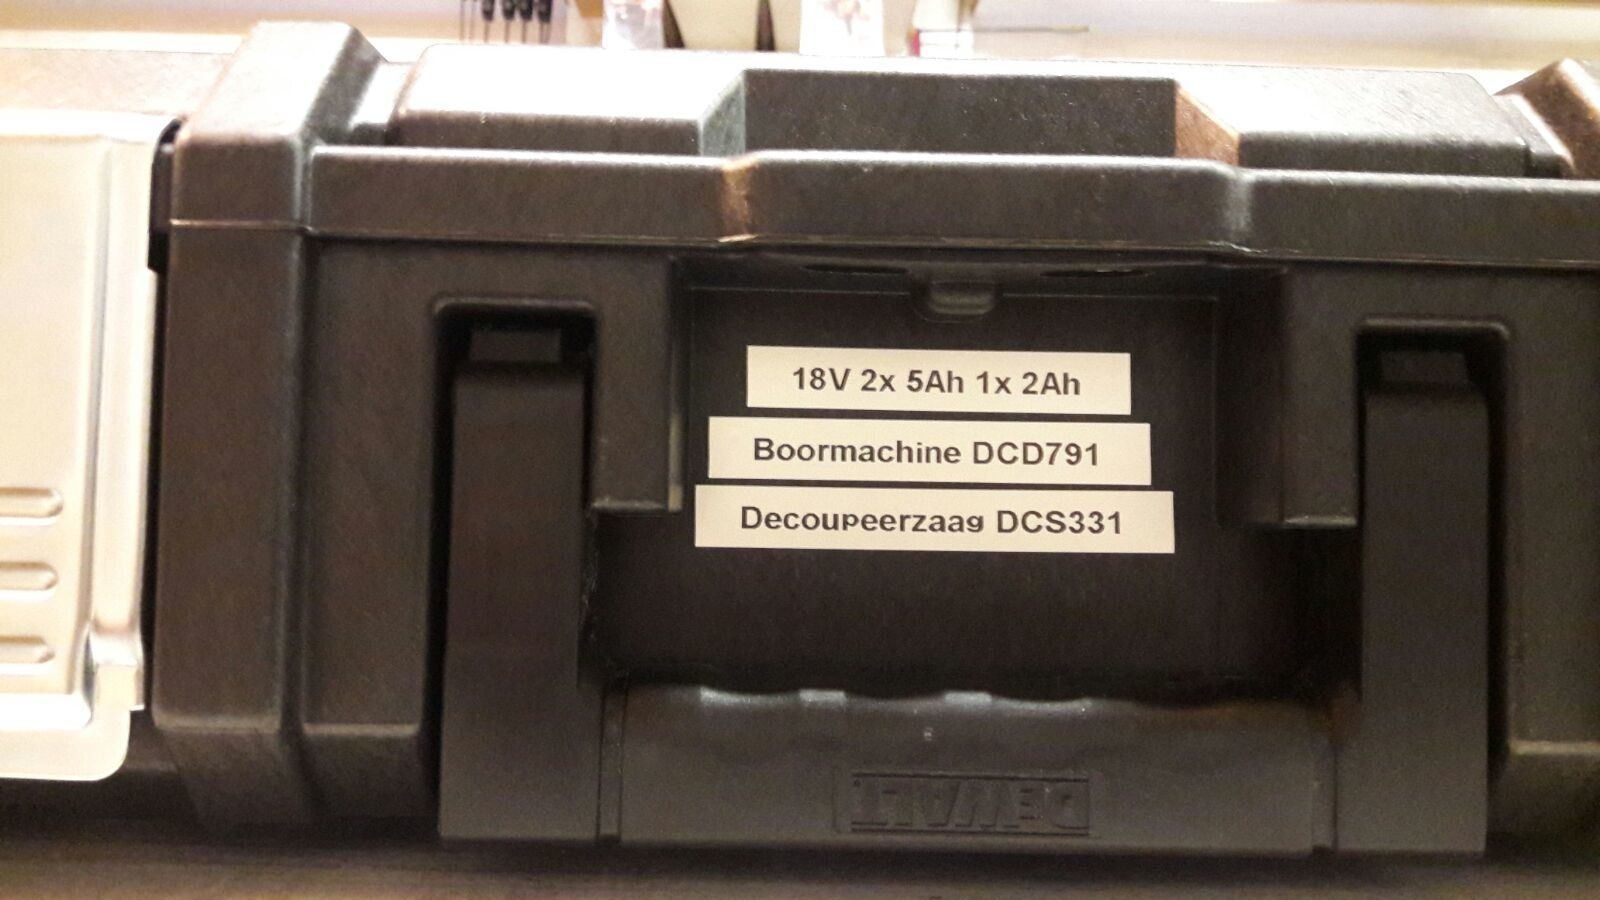 18V 2x 5Ah 1x 2Ah
Boormachine DCD791
Decoupeerzaag DCS331
DEWALT